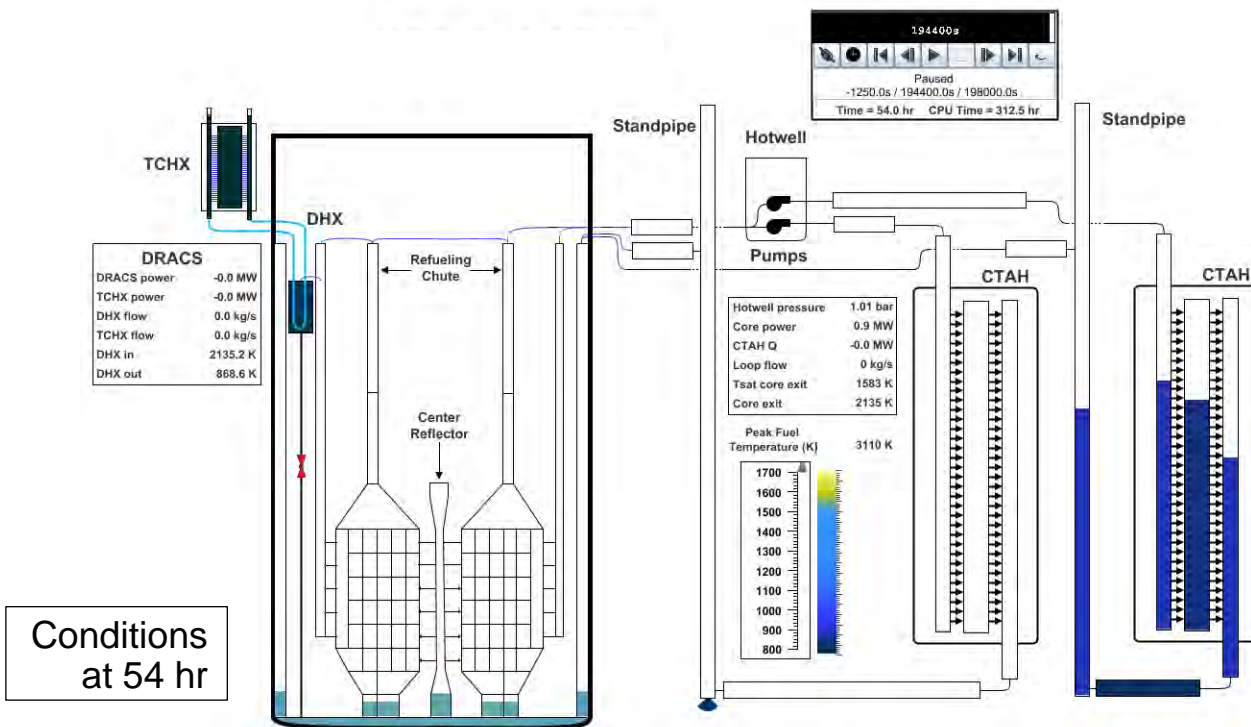 194400s
Paused
-1250.0s / 194400.0s / 198000.0s
Time = 54.0 hr CPU Time = 312.5 hr
Standpipe
Hotwell
Standpipe
TCHX
DHX
DRACS
DRACS power -0.0 MW
TCHX power -0.0 MW
DHX flow 0.0 kg/s
TCHX flow 0.0 kg/s
DHX in 2135.2 K
DHX out 868.6 K
Refueling
Chute
Pumps
CTAH
CTAH
Hotwell pressure 1.01 bar
Core power 0.9 MW
CTAH Q -0.0 MW
Loop flow 0 kg/s
Tsat core exit 1583 K
Core exit 2135 K
Center
Reflector
Peak Fuel
Temperature (K) 3110 K
1700
1600
1500
1400
1300
1200
1100
1000
900
800
Conditions
at 54 hr